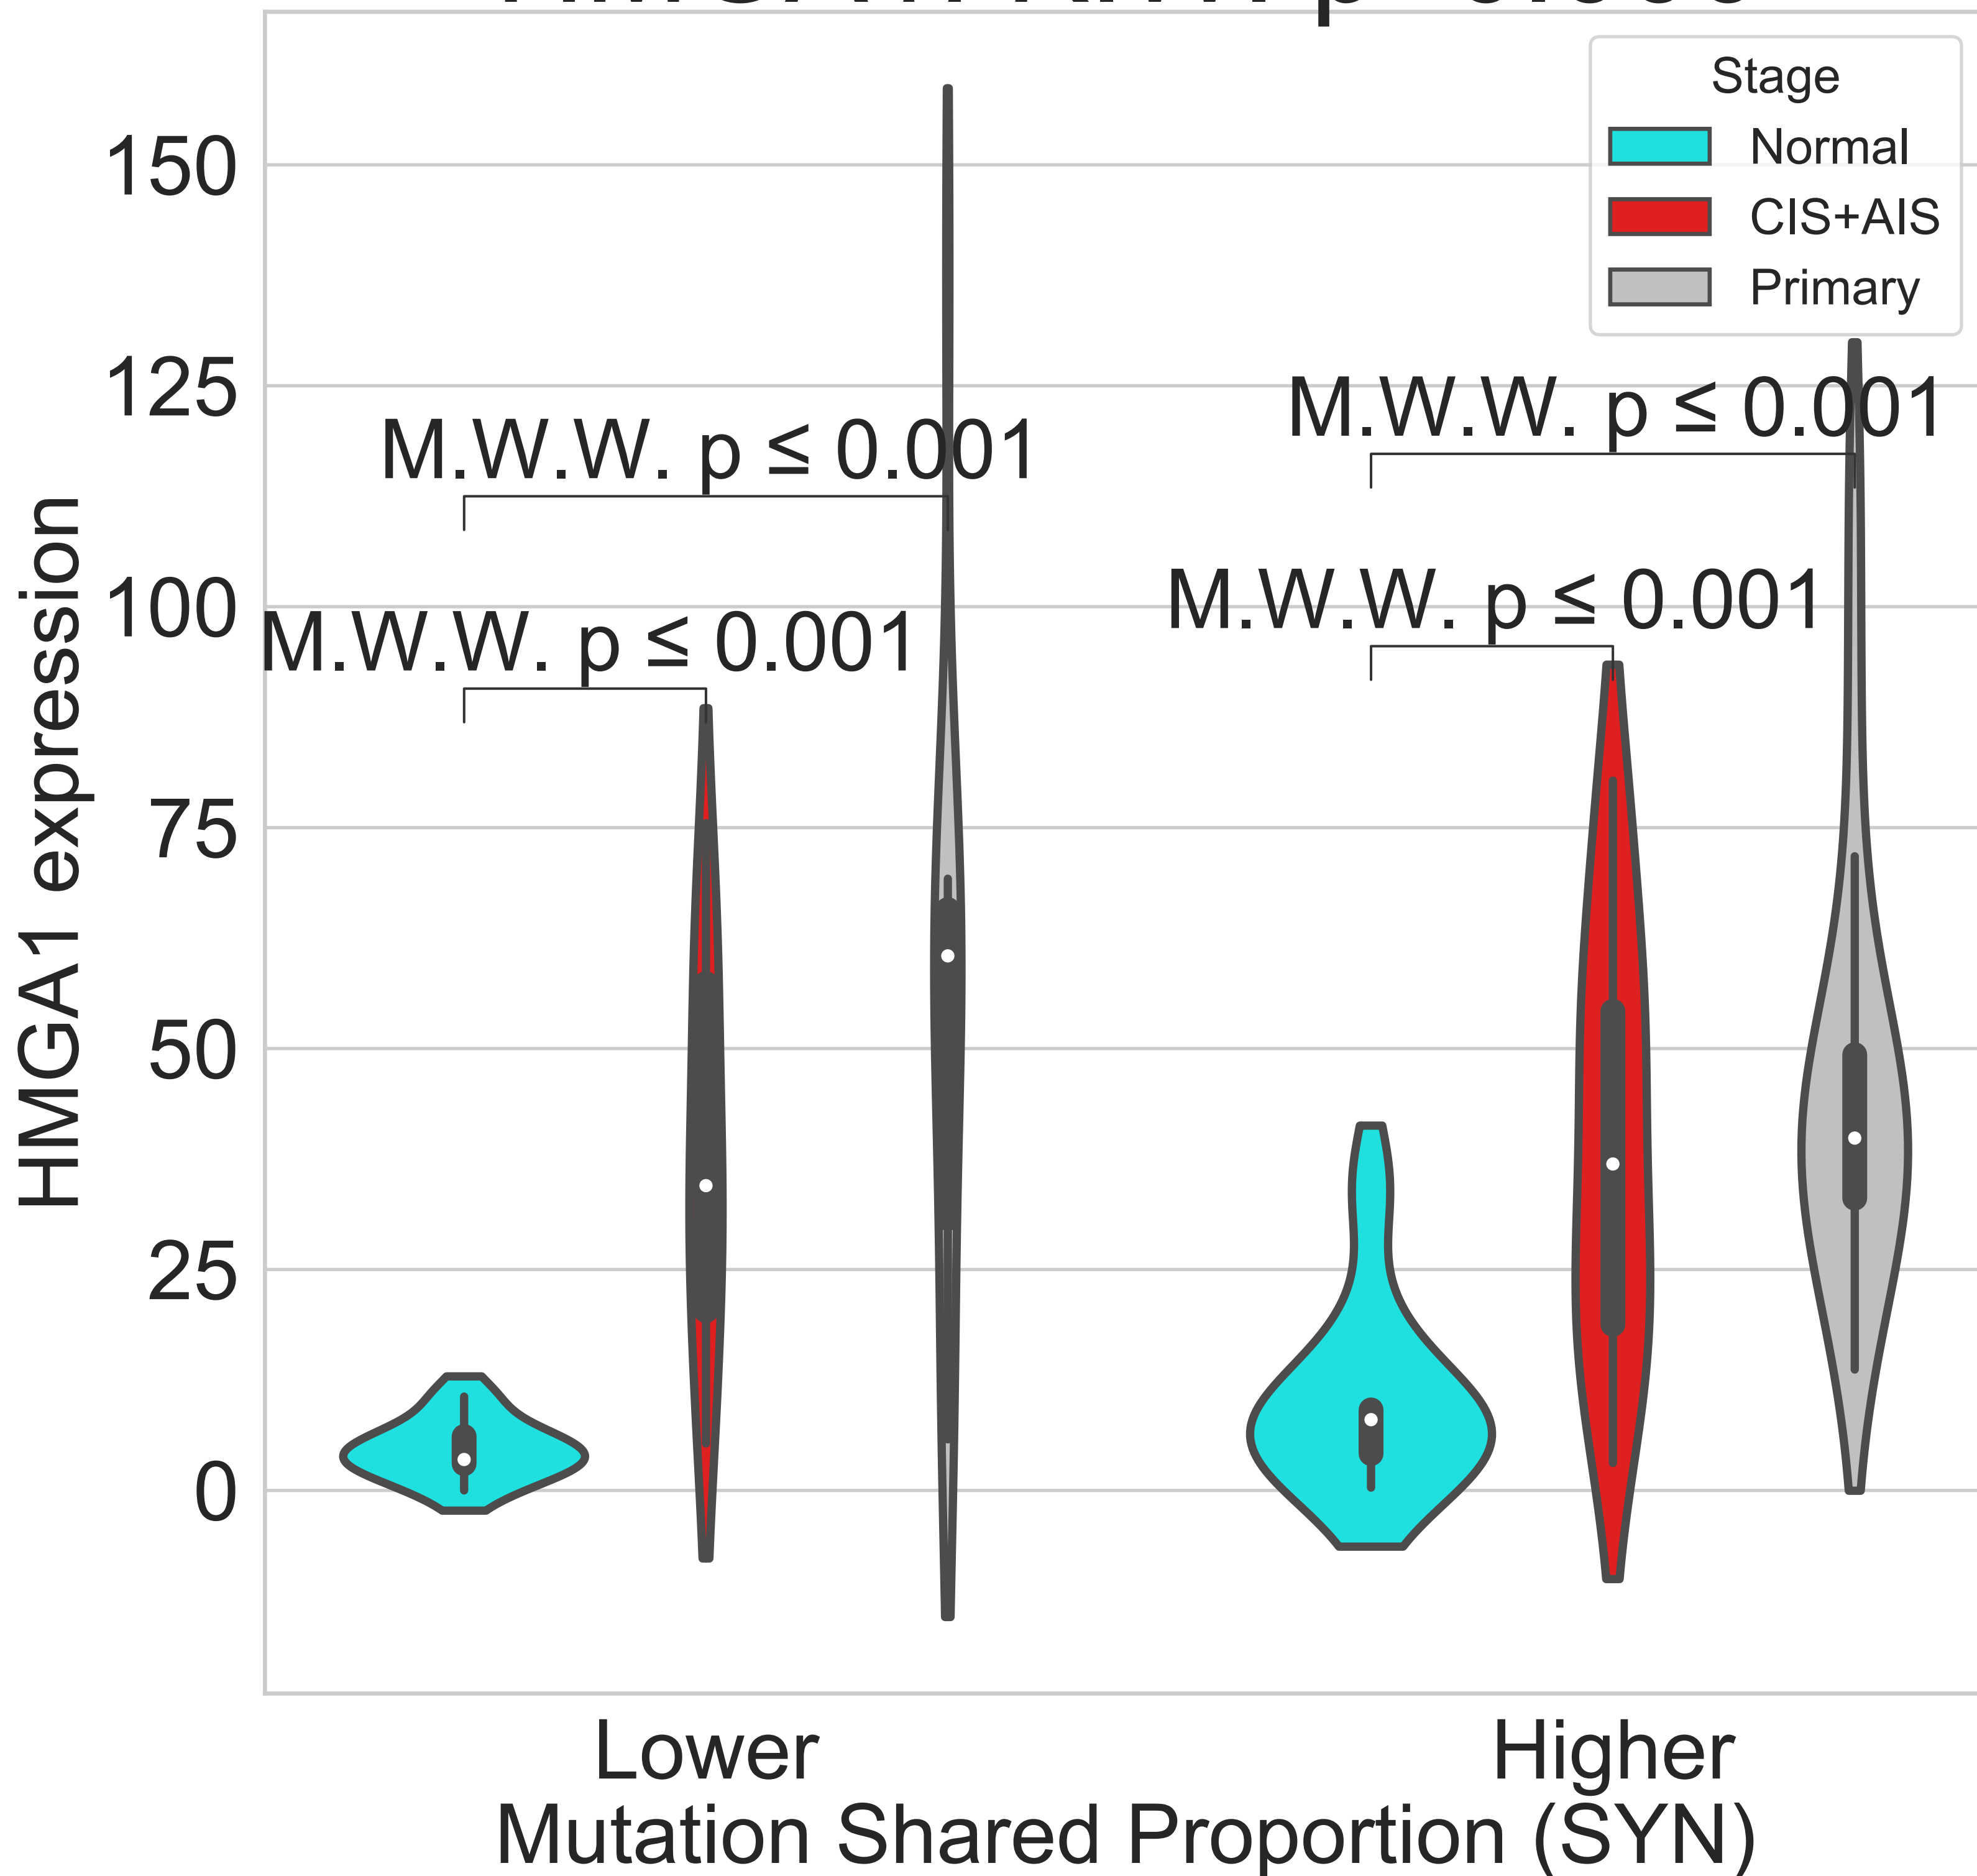 Stage
Normal
CIS+AIS
Primary
150
125
100
75
50
25
0
HMGA1 expression
M.W.W. p ≤ 0.001
M.W.W. p ≤ 0.001
M.W.W. p ≤ 0.001
M.W.W. p ≤ 0.001
Lower
Higher
Mutation Shared Proportion (SYN)